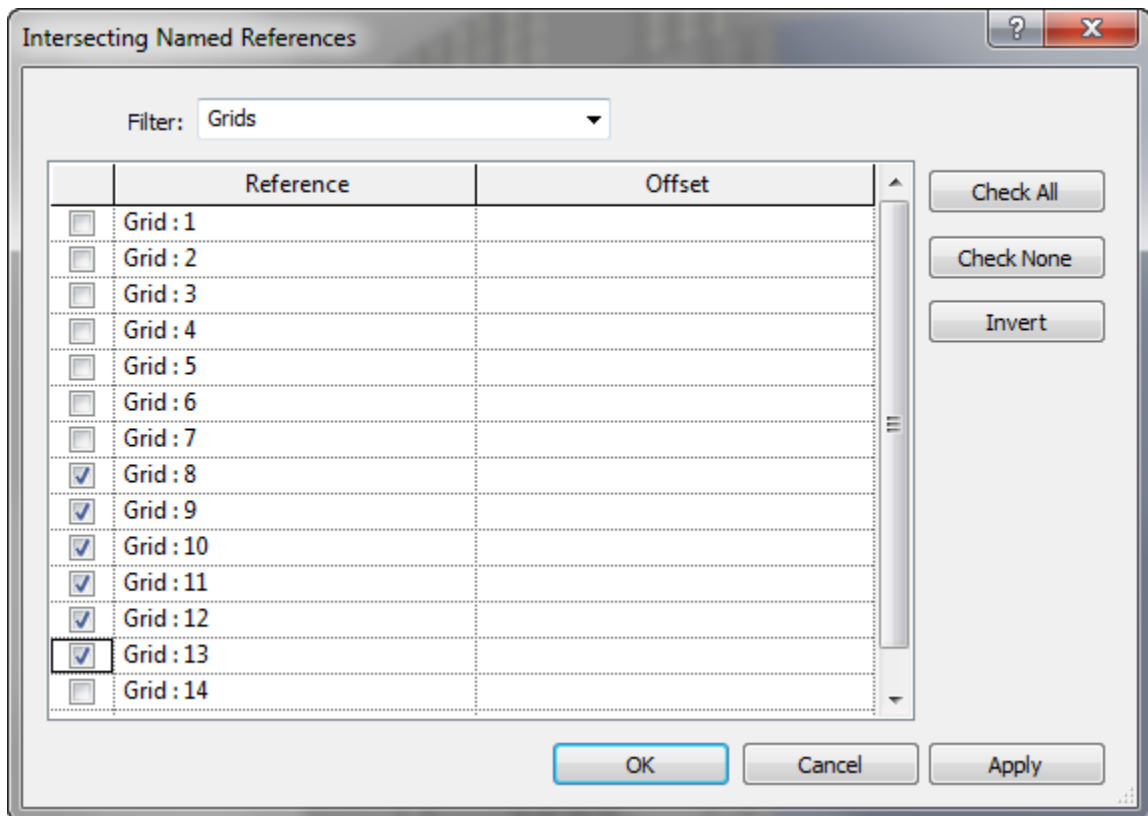 Intersecting Named References
Filter: Grids
Reference Offset
Check All
Grid : 1
Grid : 2
Check None
Grid : 3
Grid : 4
Invert
Grid : 5
Grid : 6
Grid : 7
Grid : 8
Grid : 9
Grid : 10
Grid : 11
Grid : 12
Grid : 13
Grid : 14
OK Cancel Apply